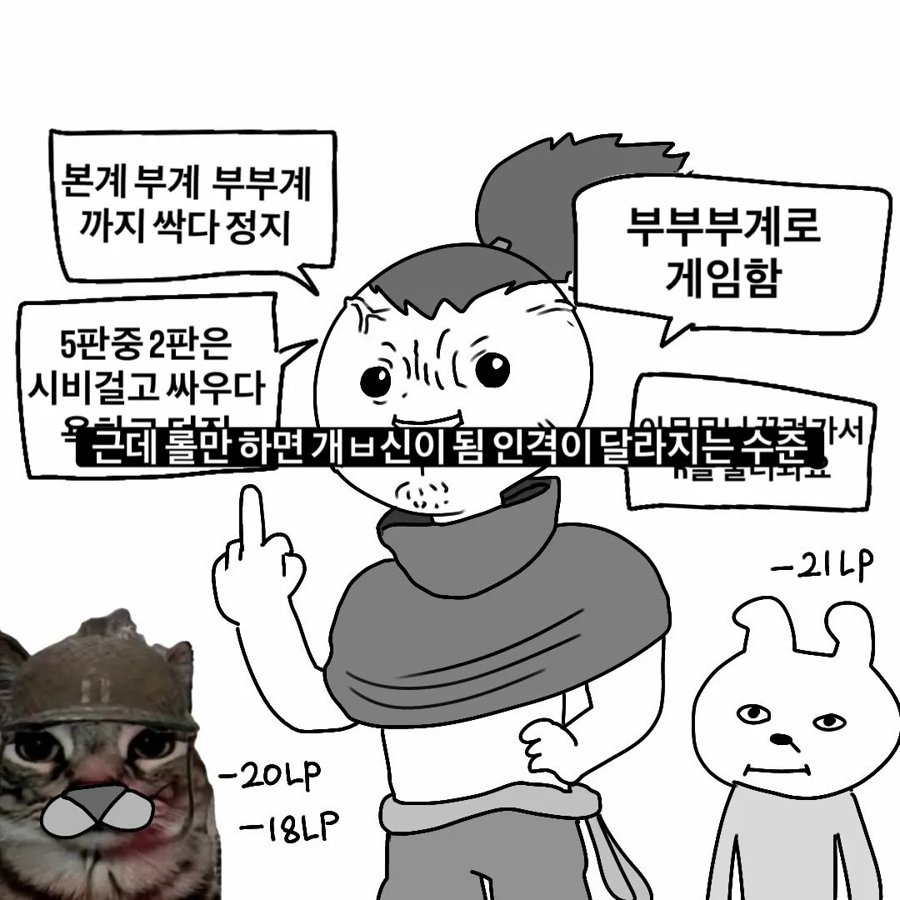 본계 부계 부부계
까지 싹다 정지
부부부계로
게임함
5판중 2판은
시비걸고 싸우다
근데 롤만 하면 개ㅂ신이 됨 인격이 달라지는 수준
-21LP
-20LP
-18LP